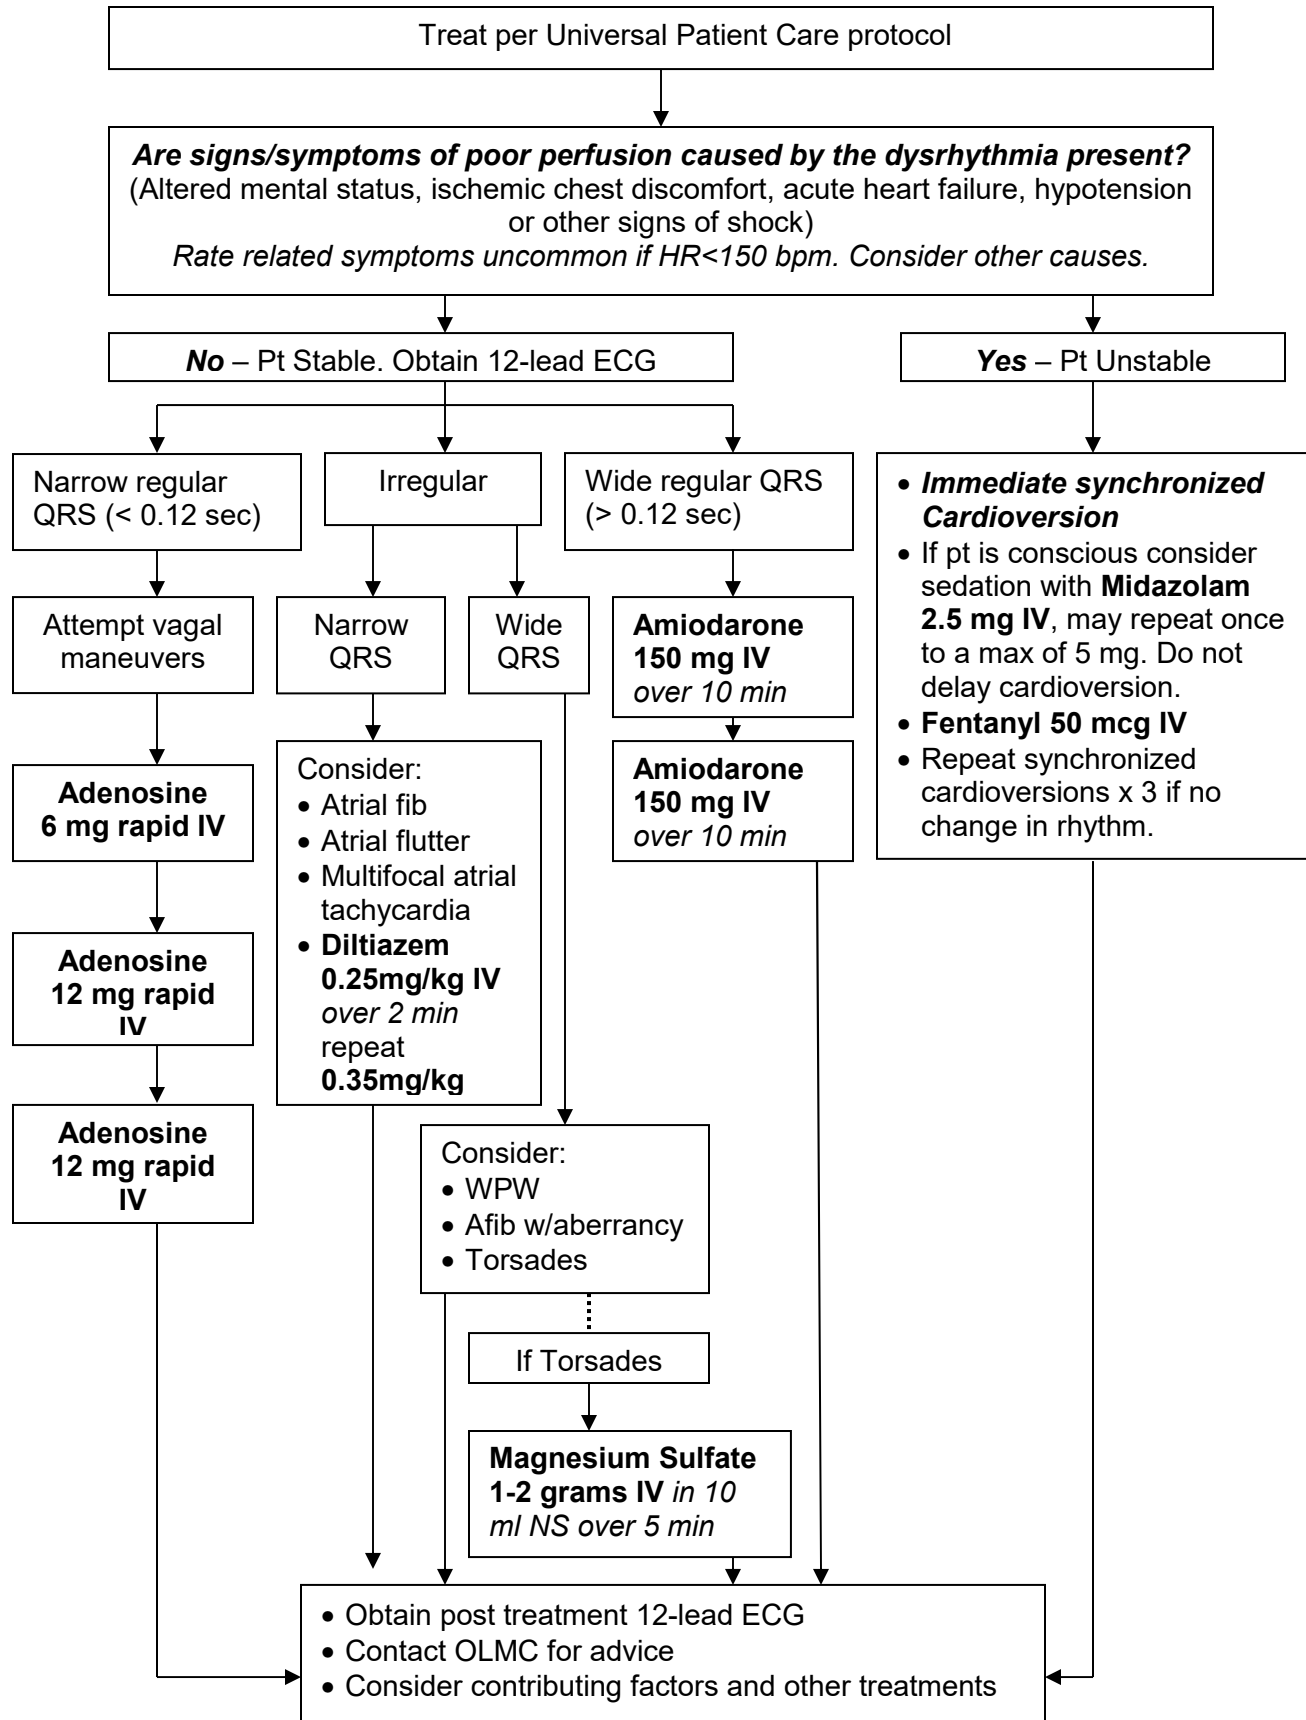 Treat per Universal Patient Care protocol
Are signs/symptoms of poor perfusion caused by the dysrhythmia present?
(Altered mental status, ischemic chest discomfort, acute heart failure, hypotension
or other signs of shock)
Rate related symptoms uncommon if HR<150 bpm. Consider other causes.
No – Pt Stable. Obtain 12-lead ECG
Yes – Pt Unstable
Narrow regular
QRS (< 0.12 sec)
Attempt vagal
maneuvers
Adenosine
6 mg rapid IV
Adenosine
12 mg rapid
IV
Adenosine
12 mg rapid
IV
Irregular
Narrow
QRS
Consider:
• Atrial fib
• Atrial flutter
• Multifocal atrial
tachycardia
• Diltiazem
0.25mg/kg IV
over 2 min
repeat
0.35mg/kg
Wide
QRS
Consider:
• WPW
• Afib w/aberrancy
• Torsades
If Torsades
Magnesium Sulfate
1-2 grams IV in 10
ml NS over 5 min
Wide regular QRS
(> 0.12 sec)
Amiodarone
150 mg IV
over 10 min
Amiodarone
150 mg IV
over 10 min
• Immediate synchronized
Cardioversion
• If pt is conscious consider
sedation with Midazolam
2.5 mg IV, may repeat once
to a max of 5 mg. Do not
delay cardioversion.
• Fentanyl 50 mcg IV
• Repeat synchronized
cardioversions x 3 if no
change in rhythm.
• Obtain post treatment 12-lead ECG
• Contact OLMC for advice
• Consider contributing factors and other treatments